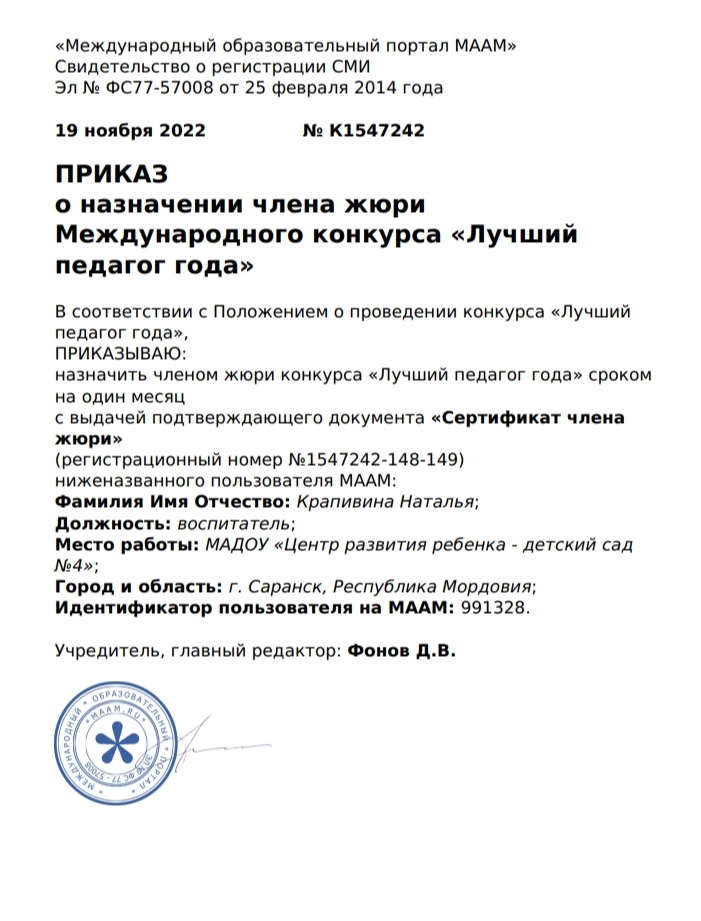 «Международный образовательный портал МААМ»
Свидетельство о регистрации СМИ
Эл № ФС77-57008 от 25 февраля 2014 года
19 ноября 2022 № К1547242
ПРИКАЗ
о назначении члена жюри
Международного конкурса «Лучший
педагог года»
В соответствии с Положением о проведении конкурса «Лучший
педагог года»,
ПРИКАЗЫВАЮ:
назначить членом жюри конкурса «Лучший педагог года» сроком
на один месяц
с выдачей подтверждающего документа «Сертификат члена
жюри»
(регистрационный номер №1547242-148-149)
ниженазванного пользователя МААМ:
Фамилия Имя Отчество: Крапивина Наталья;
Должность: воспитатель;
Место работы: МАДОУ «Центр развития ребенка - детский сад
№4»;
Город и область: г. Саранск, Республика Мордовия;
Идентификатор пользователя на МААМ: 991328.
Учредитель, главный редактор: Фонов Д.В.
МЕЖДУНАРОДНЫЙ * ОБРАЗОВАТЕЛЬНЫЙ * ПОРТАЛ *
* MAAM.RU *
ЭЛ № ФС 77 - 57008